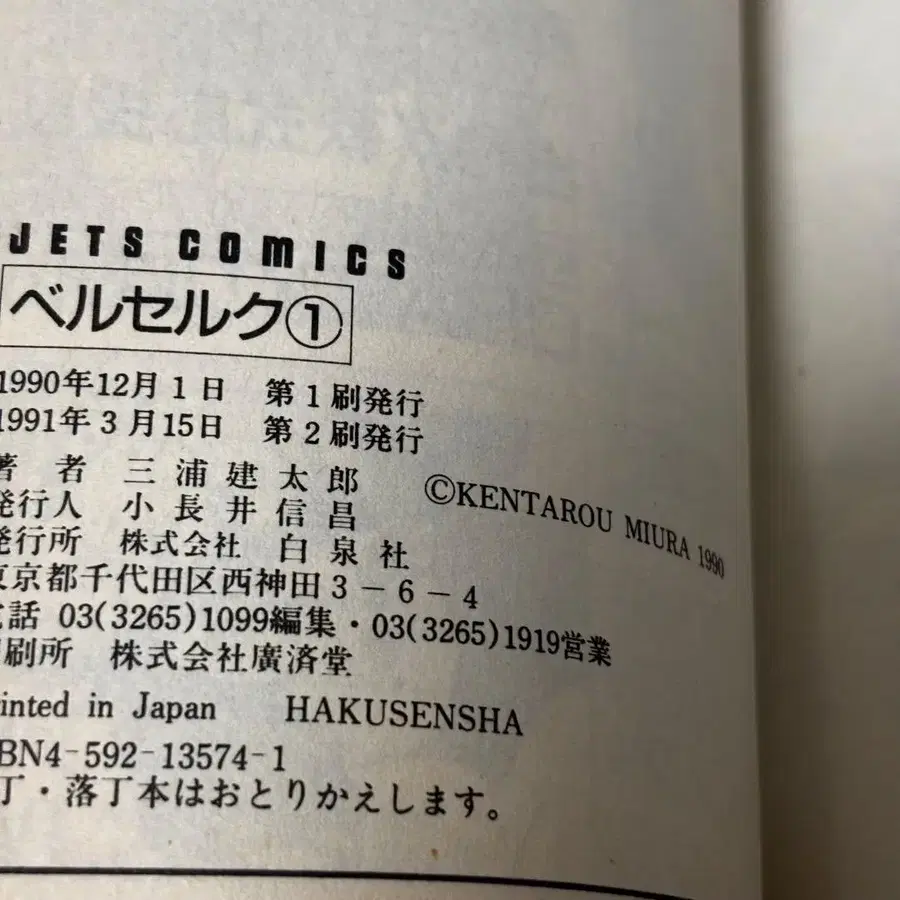 JETS COMICS
ベルセルク①
1990年12月1日 第1刷発行
1991年3月15日 第2刷発行
著者 三浦建太郎
©KENTAROU MIURA 1990
発行人 小長井信昌
発行所 株式会社 白泉社
東京都千代田区西神田3-6-4
電話 03(3265)1099編集・03(3265)1919営業
印刷所 株式会社廣済堂
inted in Japan HAKUSENSHA
BN4-592-13574-1
丁・落丁本はおとりかえします。